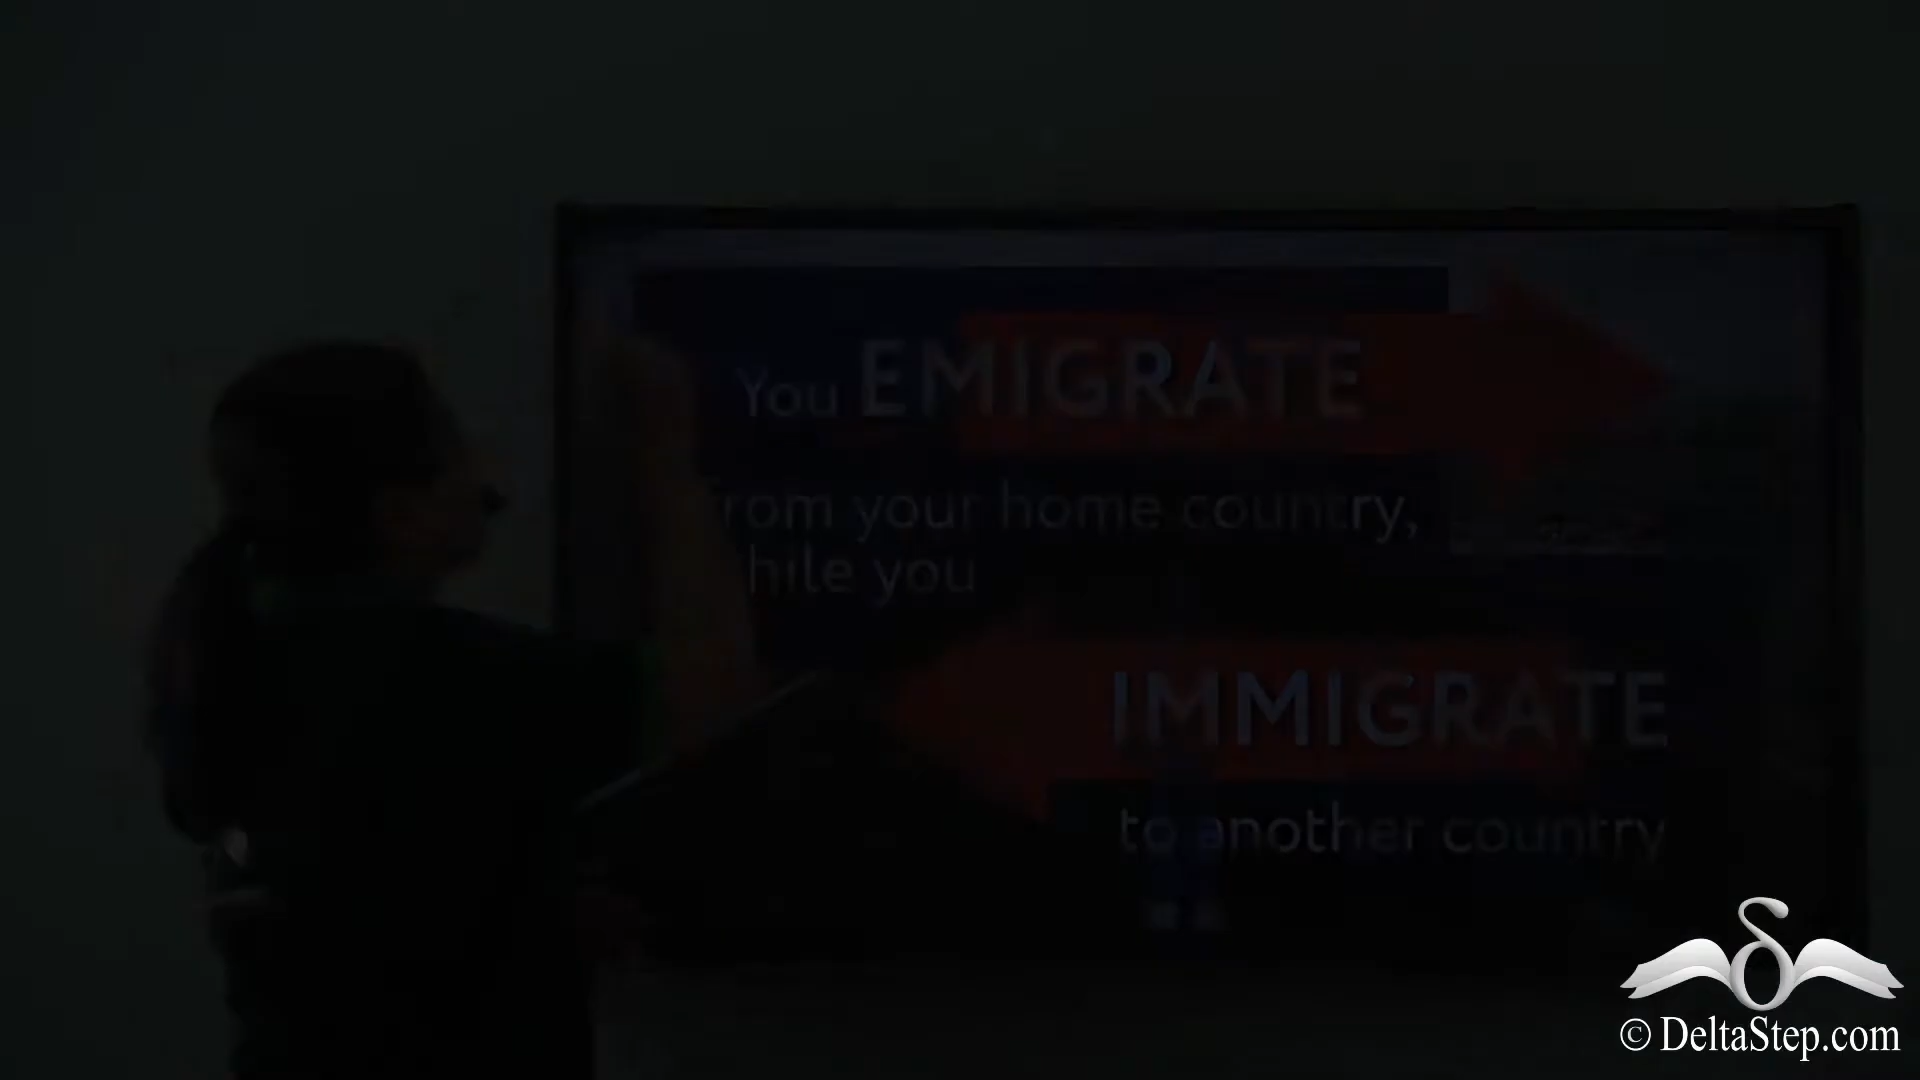 You EMIGRATE
rom your home country,
hile you
IMMIGRATE
to another country
© DeltaStep.com